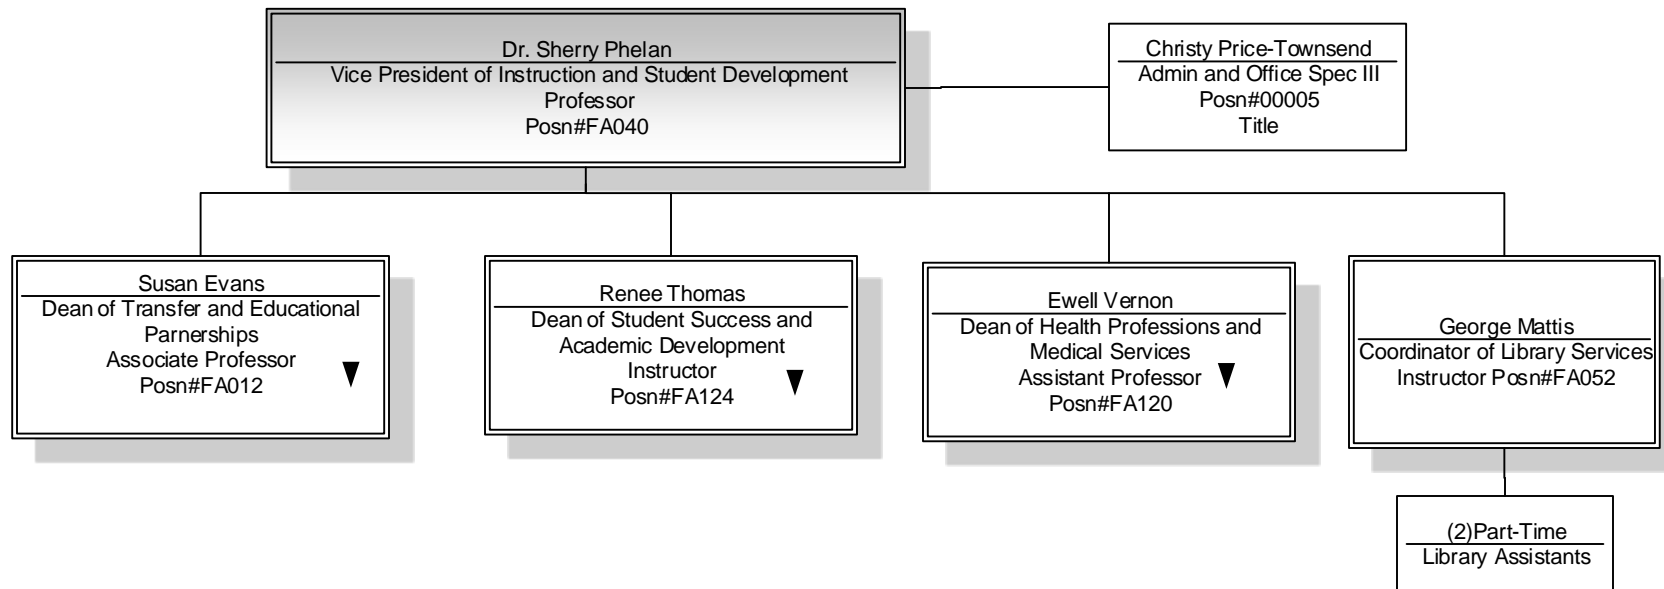 Dr. Sherry Phelan
Vice President of Instruction and Student Development
Professor
Posn#FA040
Christy Price-Townsend
Admin and Office Spec III
Posn#00005
Title
Susan Evans
Dean of Transfer and Educational
Parnerships
Associate Professor
Posn#FA012
Renee Thomas
Dean of Student Success and
Academic Development
Instructor
Posn#FA124
Ewell Vernon
Dean of Health Professions and
Medical Services
Assistant Professor
Posn#FA120
George Mattis
Coordinator of Library Services
Instructor Posn#FA052
(2)Part-Time
Library Assistants